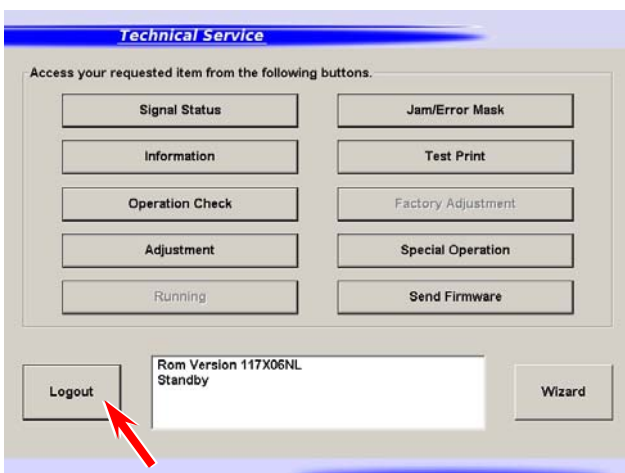 Technical Service
Access your requested item from the following buttons.
Signal Status
Jam/Error Mask
Information
Test Print
Operation Check
Factory Adjustment
Adjustment
Special Operation
Running
Send Firmware
Logout
Rom Version 117X06NL
Standby
Wizard